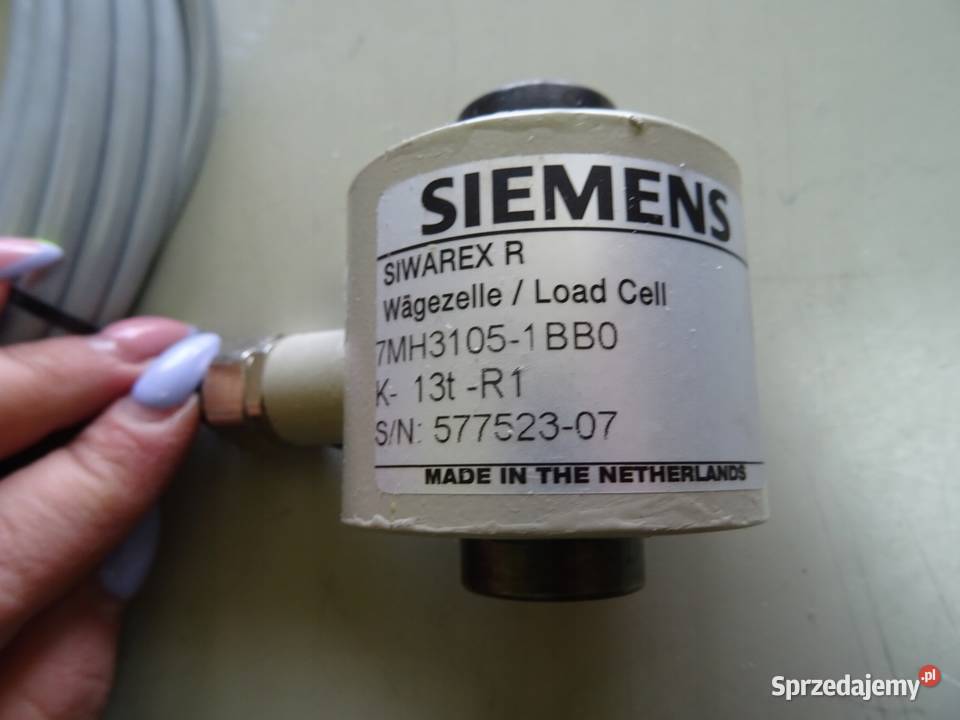 SIEMENS
SIWAREX R
Wägezelle / Load Cell
7MH3105-1BB0
K- 13t -R1
S/N: 577523-07
MADE IN THE NETHERLANDS
Sprzedajemy.pl